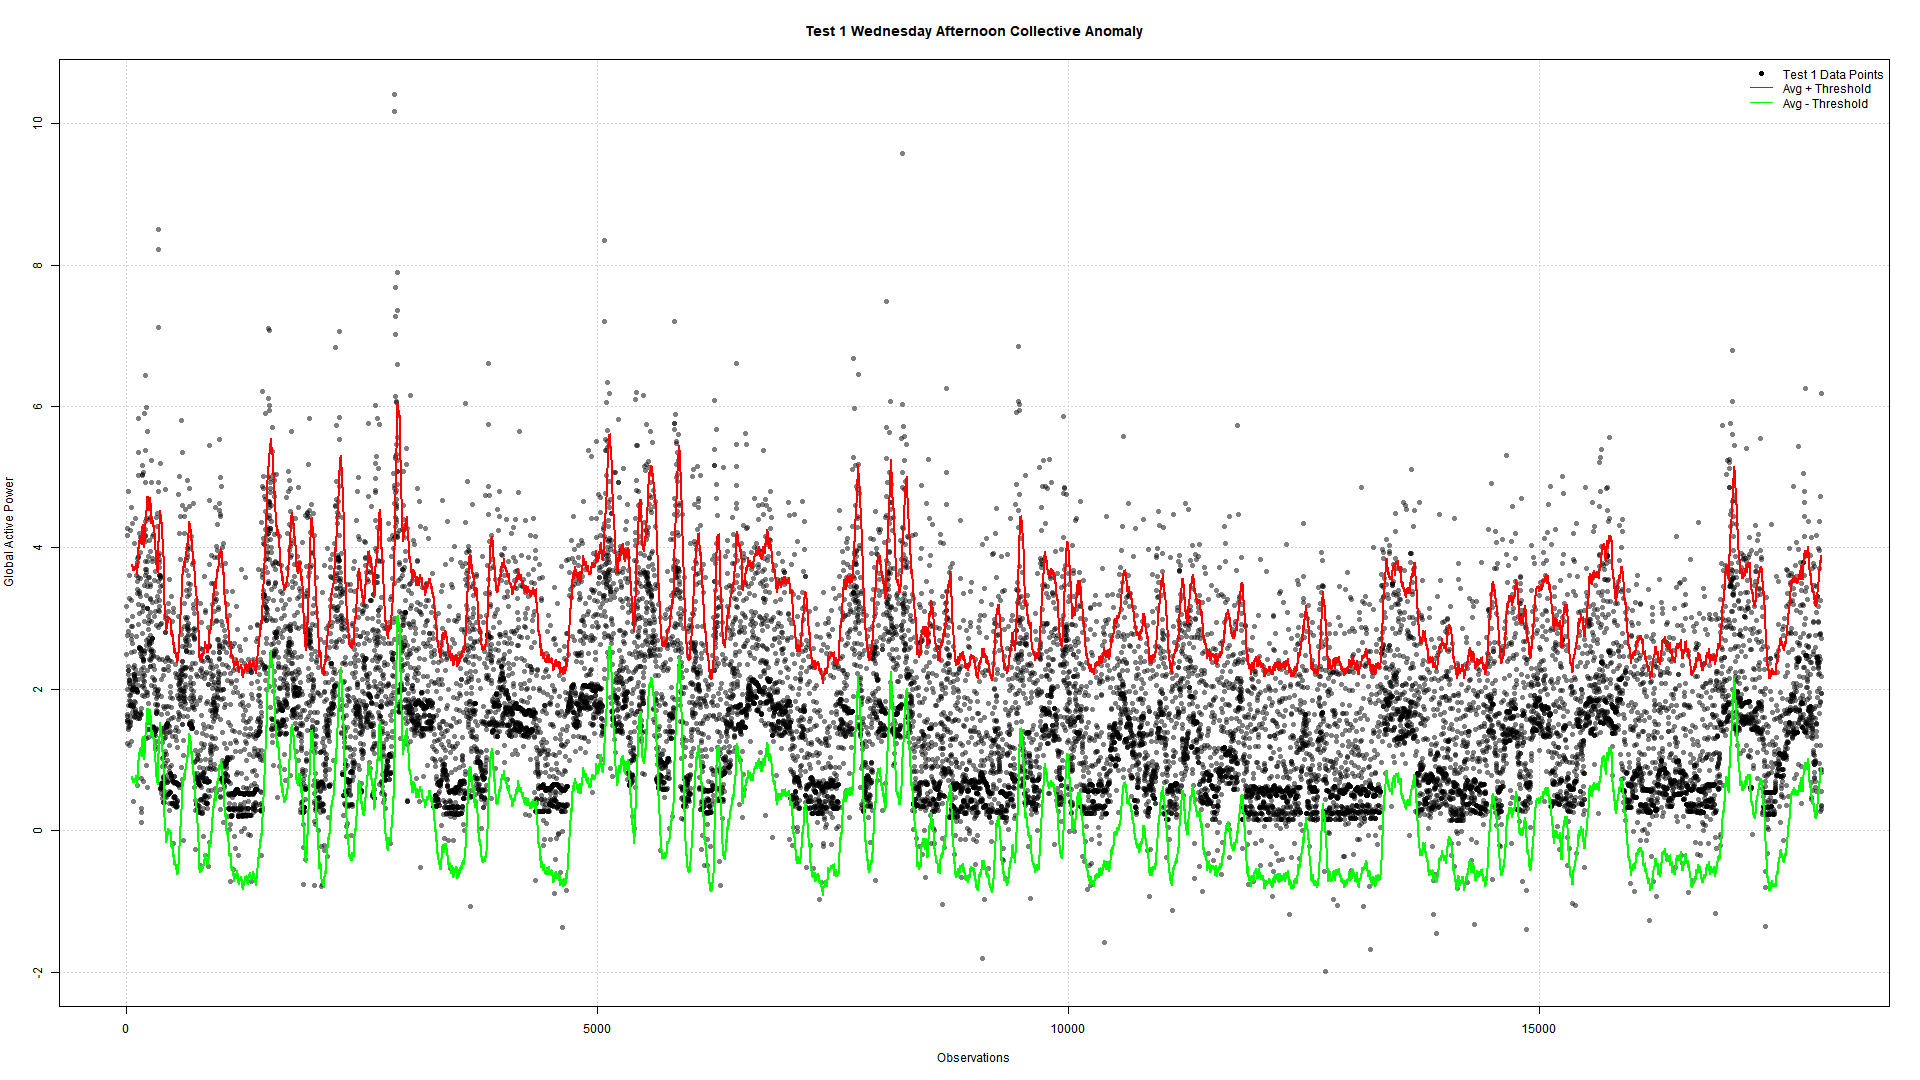 Test 1 Wednesday Afternoon Collective Anomaly
Test 1 Data Points
Avg + Threshold
Avg - Threshold
Global Active Power
10
8
6
4
2
0
-2
0 5000 10000 15000
Observations